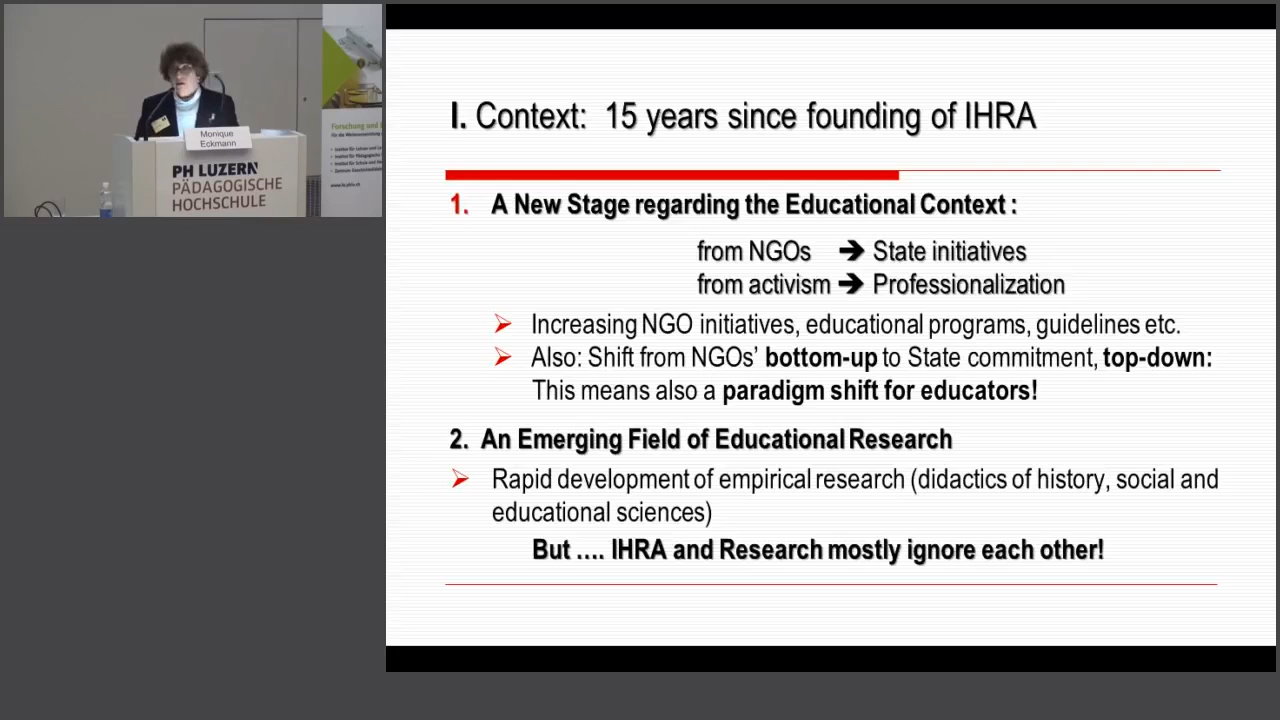 Monique
Eckmann
PH LUZERN
PÄDAGOGISCHE
HOCHSCHULE
I. Context: 15 years since founding of IHRA
1. A New Stage regarding the Educational Context :
from NGOs ➔ State initiatives
from activism ➔ Professionalization
➢ Increasing NGO initiatives, educational programs, guidelines etc.
➢ Also: Shift from NGOs’ bottom-up to State commitment, top-down:
This means also a paradigm shift for educators!
2. An Emerging Field of Educational Research
➢ Rapid development of empirical research (didactics of history, social and
educational sciences)
But …. IHRA and Research mostly ignore each other!